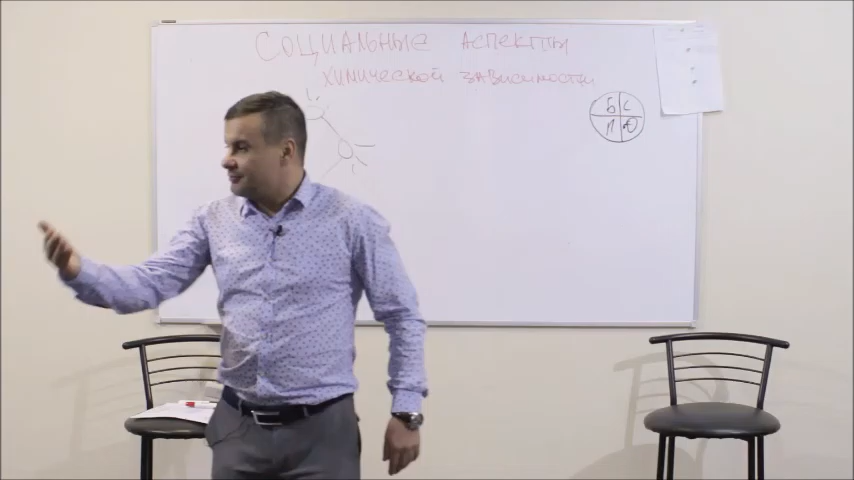 Социальные аспекты
химической зависимости
Б С
П Ю